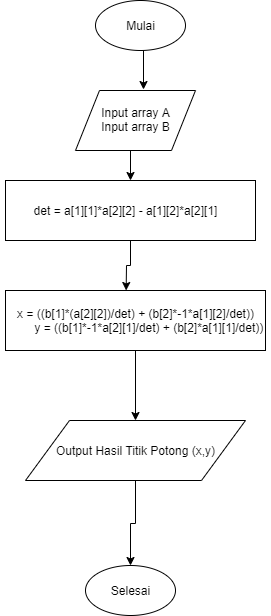 Mulai
Input array A
Input array B
det = a[1][1]*a[2][2] - a[1][2]*a[2][1]
x = ((b[1]*(a[2][2])/det) + (b[2]*-1*a[1][2]/det))
y = ((b[1]*-1*a[2][1]/det) + (b[2]*a[1][1]/det))
Output Hasil Titik Potong (x,y)
Selesai